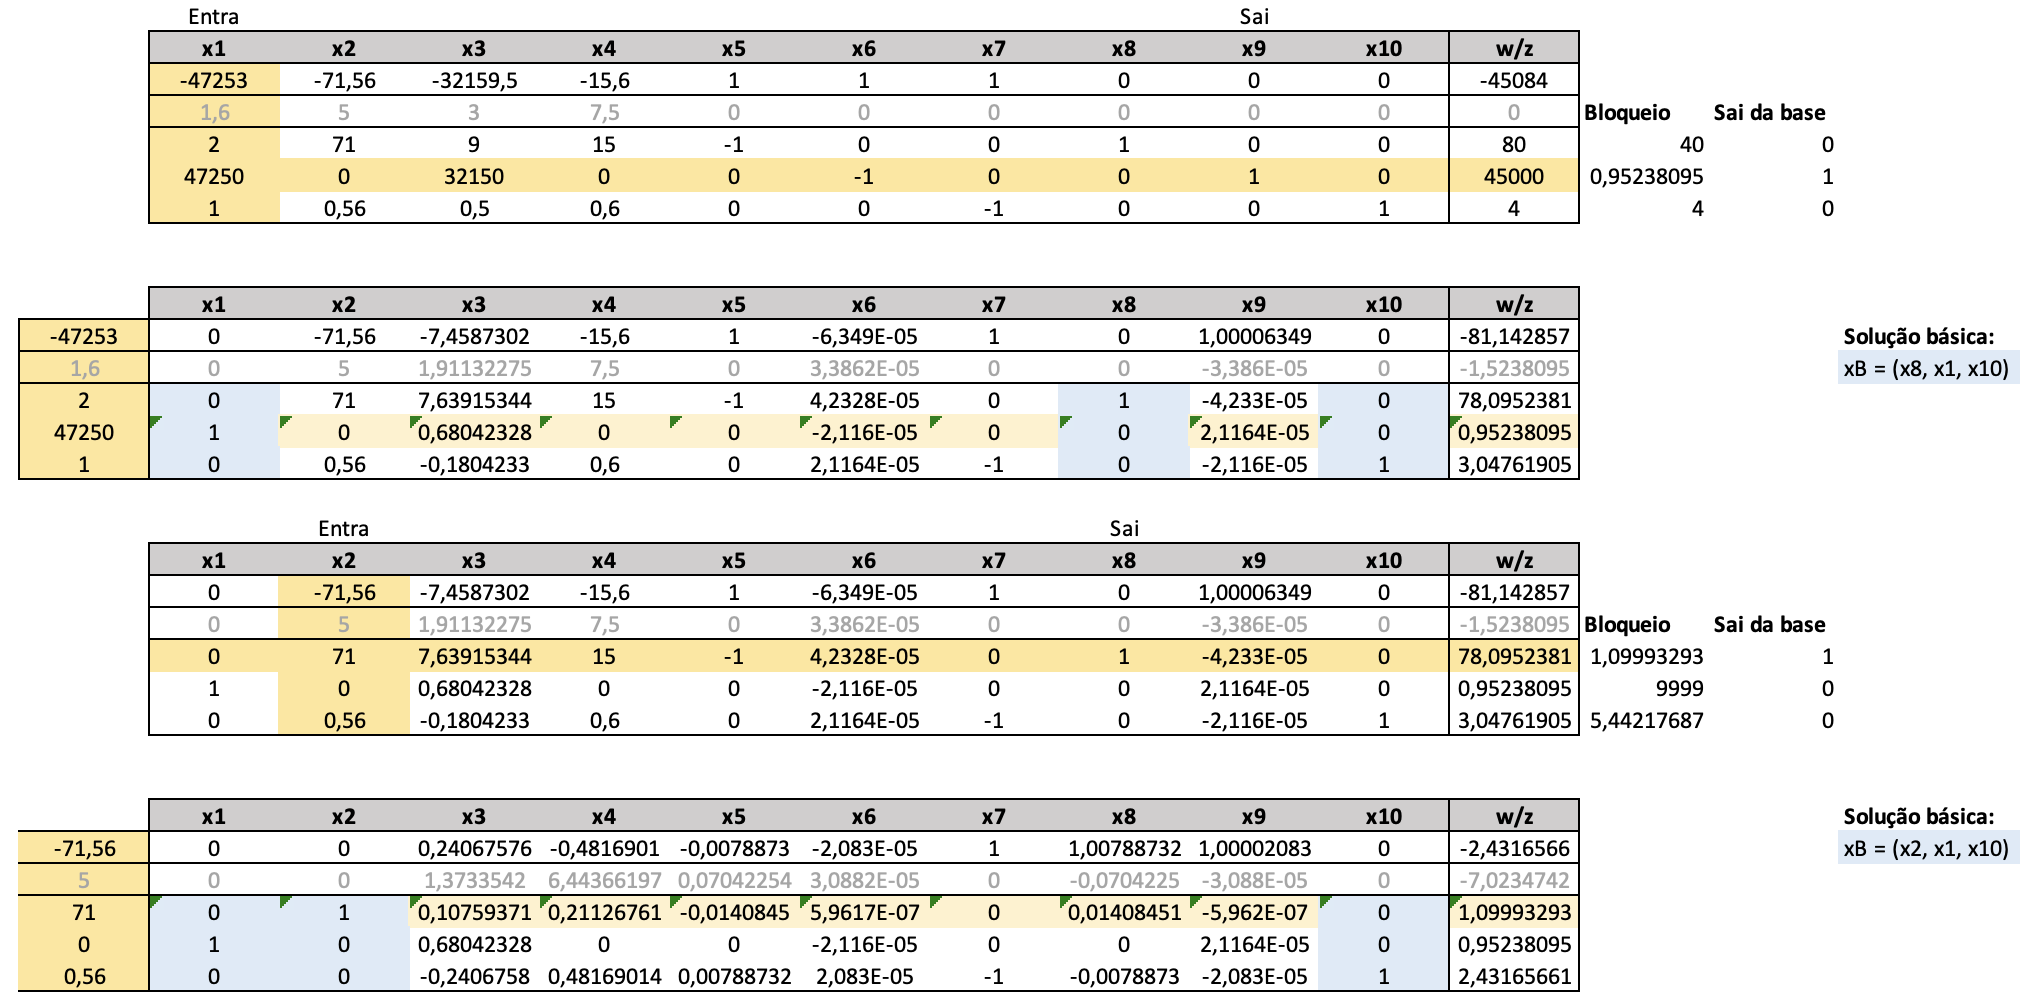 Entra Sai
x1 x2 x3 x4 x5 x6 x7 x8 x9 x10 w/z
-47253 -71,56 -32159,5 -15,6 1 1 1 0 0 0 -45084
1,6 5 3 7,5 0 0 0 0 0 0 0 Bloqueio Sai da base
2 71 9 15 -1 0 0 1 0 0 80 40 0
47250 0 32150 0 0 -1 0 0 1 0 45000 0,95238095 1
1 0,56 0,5 0,6 0 0 -1 0 0 1 4 4 0
x1 x2 x3 x4 x5 x6 x7 x8 x9 x10 w/z
-47253 0 -71,56 -7,4587302 -15,6 1 -6,349E-05 1 0 1,00006349 0 -81,142857 Solução básica:
1,6 0 5 1,91132275 7,5 0 3,3862E-05 0 0 -3,386E-05 0 -1,5238095 xB = (x8, x1, x10)
2 0 71 7,63915344 15 -1 4,2328E-05 0 1 -4,233E-05 0 78,0952381
47250 1 0 0,68042328 0 0 -2,116E-05 0 0 2,1164E-05 0 0,95238095
1 0 0,56 -0,1804233 0,6 0 2,1164E-05 -1 0 -2,116E-05 1 3,04761905
Entra Sai
x1 x2 x3 x4 x5 x6 x7 x8 x9 x10 w/z
0 -71,56 -7,4587302 -15,6 1 -6,349E-05 1 0 1,00006349 0 -81,142857
0 5 1,91132275 7,5 0 3,3862E-05 0 0 -3,386E-05 0 -1,5238095 Bloqueio Sai da base
0 71 7,63915344 15 -1 4,2328E-05 0 1 -4,233E-05 0 78,0952381 1,09993293 1
1 0 0,68042328 0 0 -2,116E-05 0 0 2,1164E-05 0 0,95238095 9999 0
0 0,56 -0,1804233 0,6 0 2,1164E-05 -1 0 -2,116E-05 1 3,04761905 5,44217687 0
x1 x2 x3 x4 x5 x6 x7 x8 x9 x10 w/z Solução básica:
-71,56 0 0 0,24067576 -0,4816901 -0,0078873 -2,083E-05 1 1,00788732 1,00002083 0 -2,4316566 xB = (x2, x1, x10)
5 0 0 1,3733542 6,44366197 0,07042254 3,0882E-05 0 -0,0704225 -3,088E-05 0 -7,0234742
71 0 1 0,10759371 0,21126761 -0,0140845 5,9617E-07 0 0,01408451 -5,962E-07 0 1,09993293
0 1 0 0,68042328 0 0 -2,116E-05 0 0 2,1164E-05 0 0,95238095
0,56 0 0 -0,2406758 0,48169014 0,00788732 2,083E-05 -1 -0,0078873 -2,083E-05 1 2,43165661